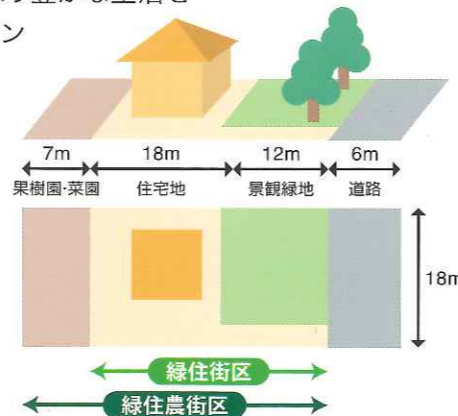 ン
7m 18m 12m 6m
果樹園・菜園 住宅地 景観緑地 道路
18m
緑住街区
緑住農街区